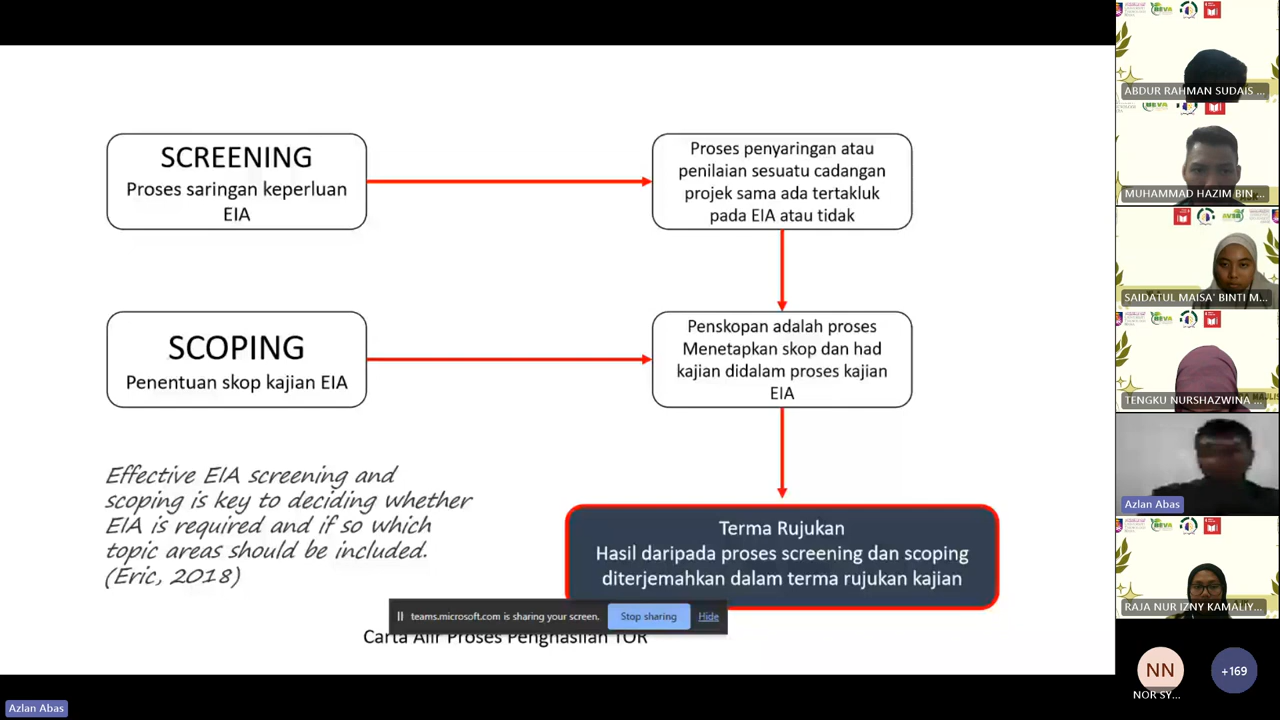 SCREENING
Proses saringan keperluan
EIA
Proses penyaringan atau
penilaian sesuatu cadangan
projek sama ada tertakluk
pada EIA atau tidak
SCOPING
Penentuan skop kajian EIA
Penskopan adalah proses
Menetapkan skop dan had
kajian didalam proses kajian
EIA
Effective EIA screening and
scoping is key to deciding whether
EIA is required and if so which
topic areas should be included.
(Eric, 2018)
Terma Rujukan
Hasil daripada proses screening dan scoping
diterjemahkan dalam terma rujukan kajian
teams.microsoft.com is sharing your screen.
Stop sharing
Hide
Carta Alir Proses Penghasilan TOR
Azlan Abas
ABDUR RAHMAN SUDAIS ...
MUHAMMAD HAZIM BIN ...
SAIDATUL MAISA' BINTI M...
TENGKU NURSHAZWINA ...
Azlan Abas
RAJA NUR IZNY KAMALIY...
NN
NOR SY...
+169